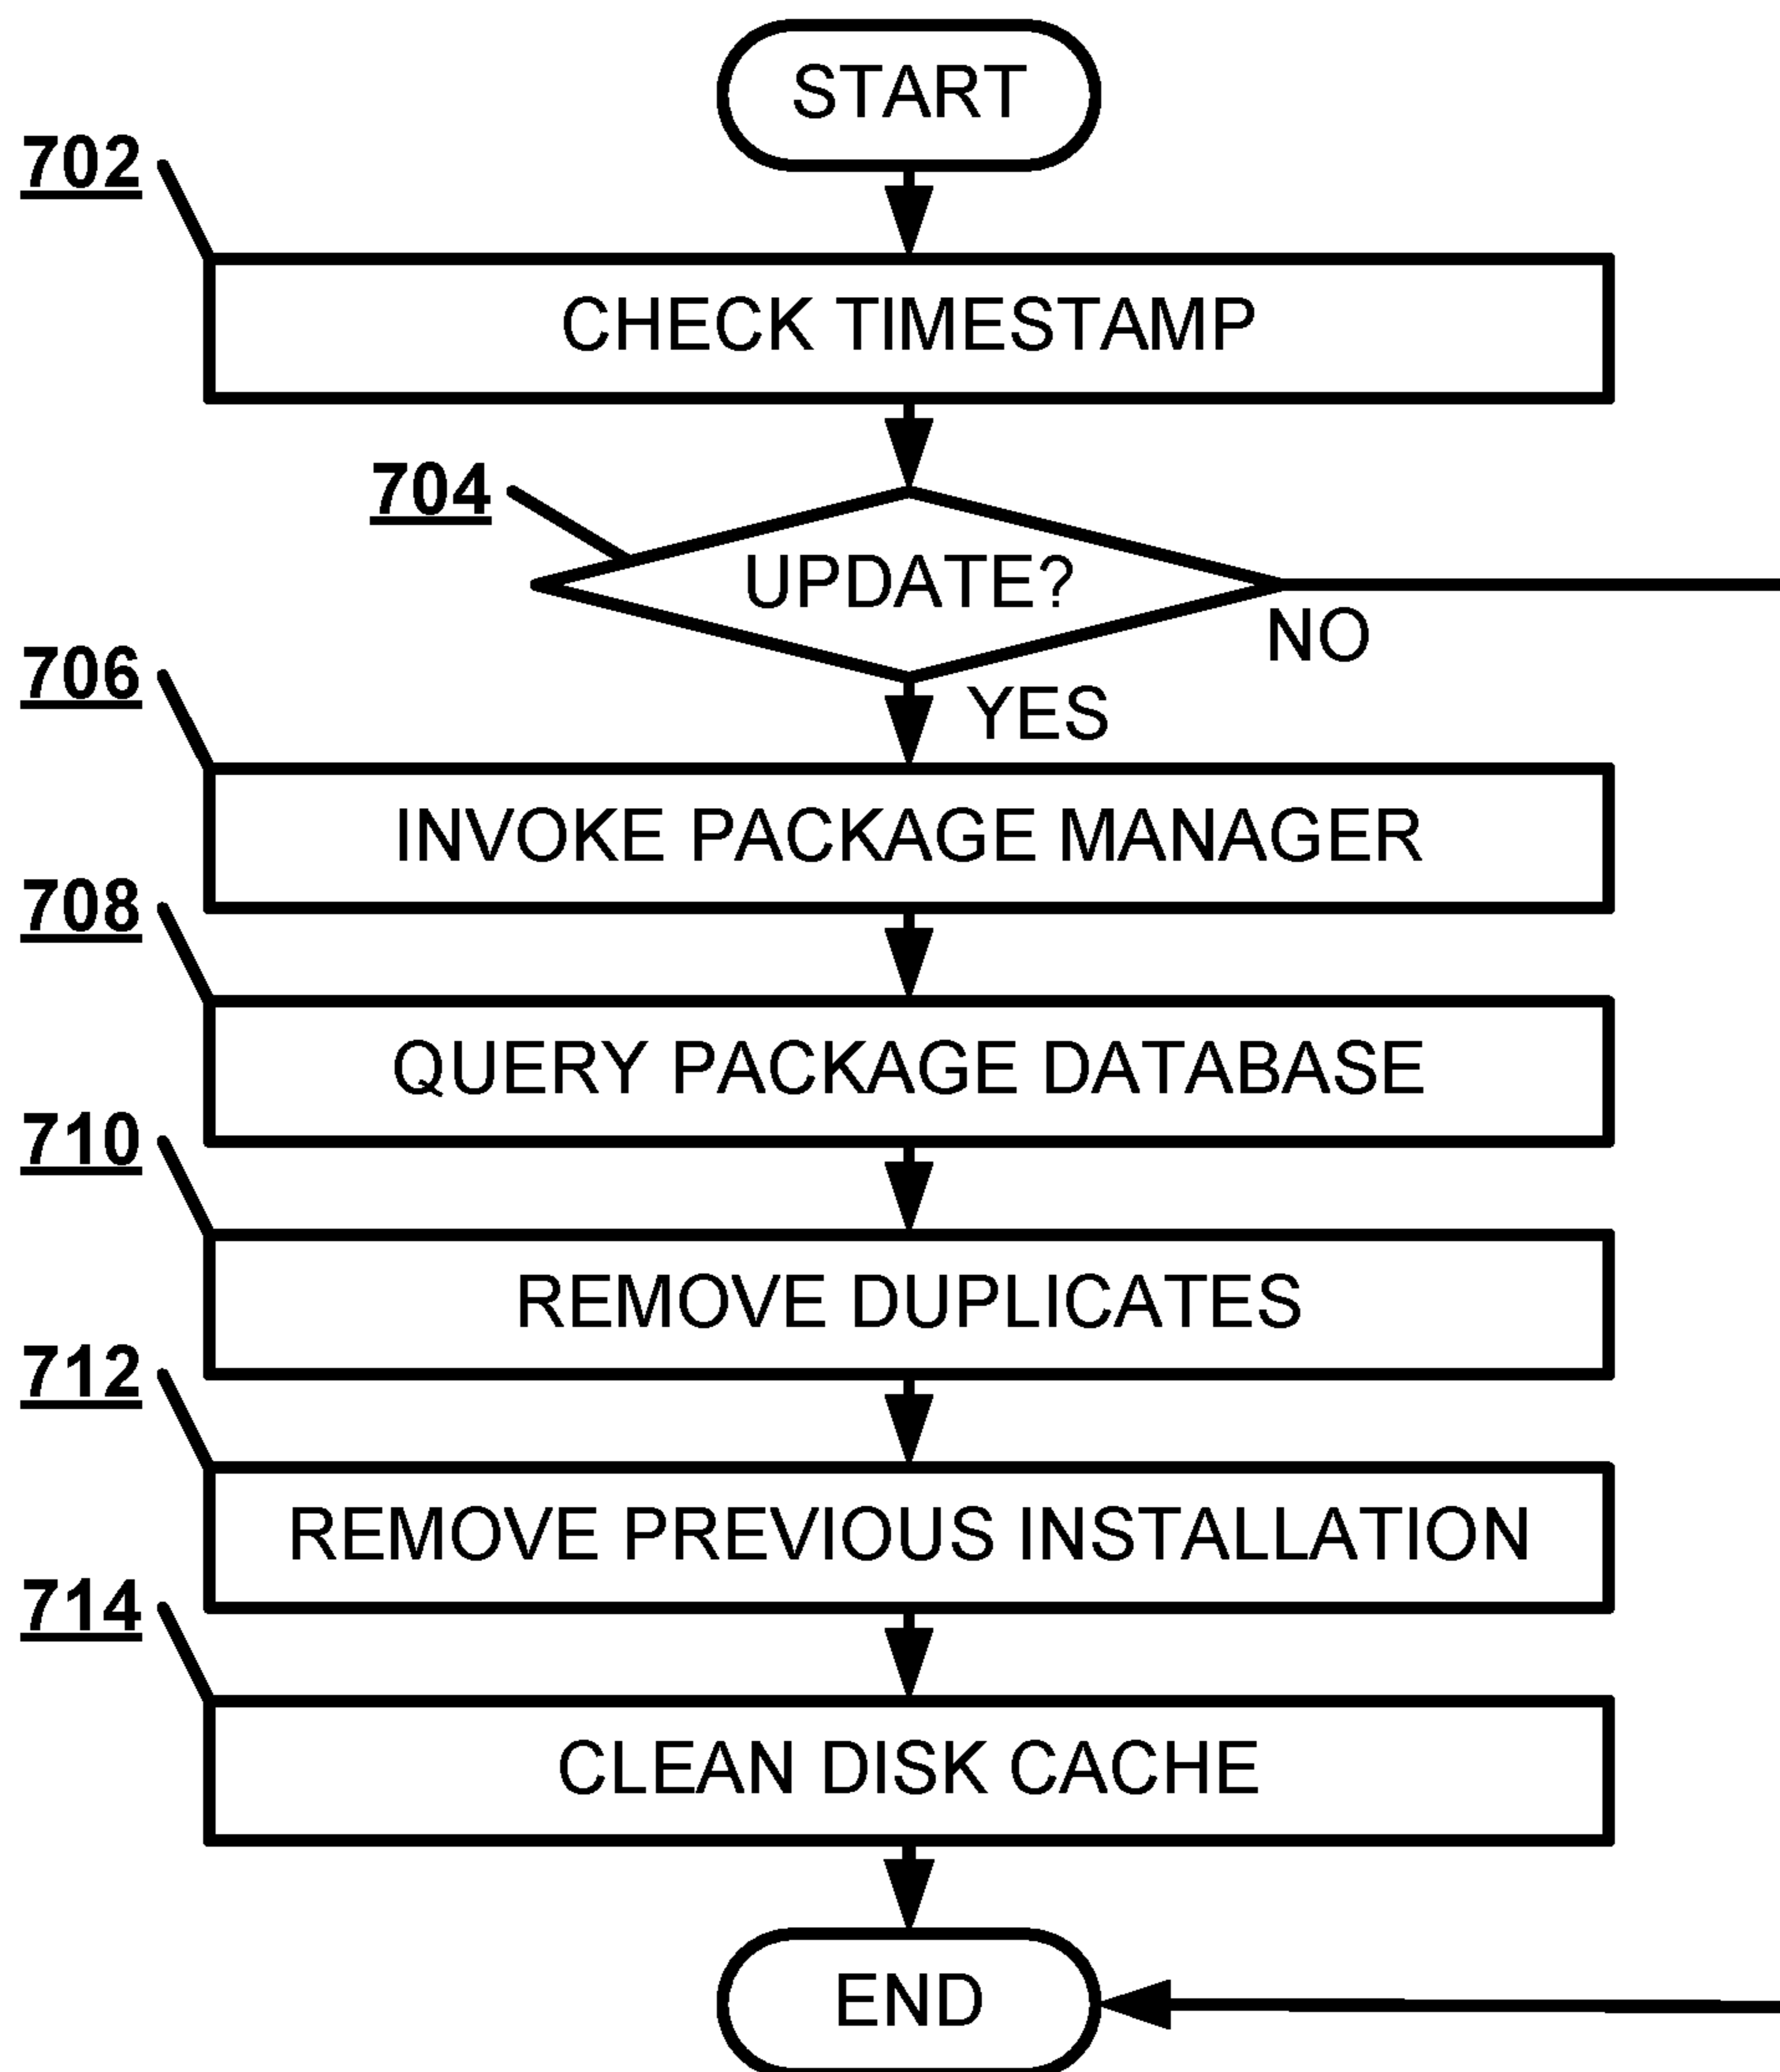 START
702
CHECK TIMESTAMP
704
UPDATE?
NO
706
YES
INVOKE PACKAGE MANAGER
708
QUERY PACKAGE DATABASE
710
REMOVE DUPLICATES
712
REMOVE PREVIOUS INSTALLATION
714
CLEAN DISK CACHE
END